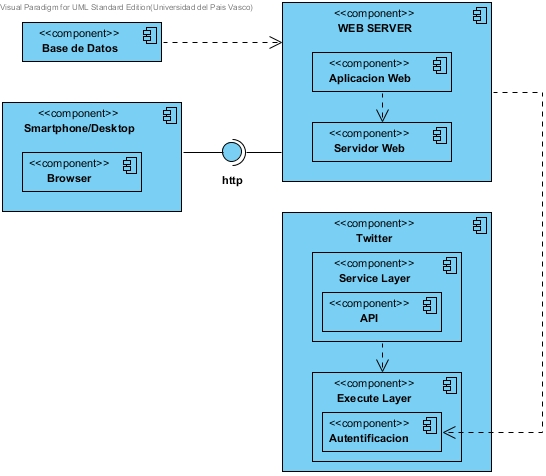 Visual Paradigm for UML Standard Edition(Universidad del Pais Vasco)
<<component>>
Base de Datos
<<component>>
WEB SERVER
<<component>>
Aplicacion Web
<<component>>
Servidor Web
<<component>>
Smartphone/Desktop
<<component>>
Browser
http
<<component>>
Twitter
<<component>>
Service Layer
<<component>>
API
<<component>>
Execute Layer
<<component>>
Autentificacion